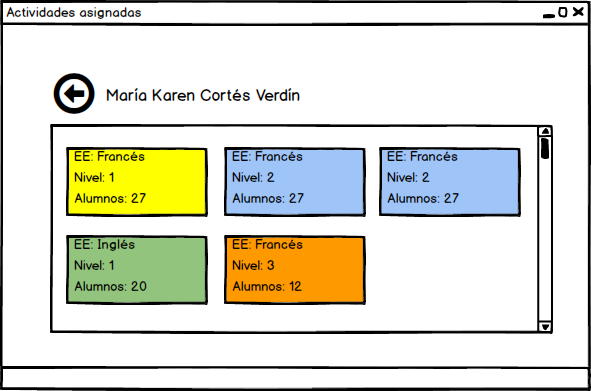 Actividades asignadas
María Karen Cortés Verdín
EE: Francés
Nivel: 1
Alumnos: 27
EE: Francés
Nivel: 2
Alumnos: 27
EE: Francés
Nivel: 2
Alumnos: 27
EE: Inglés
Nivel: 1
Alumnos: 20
EE: Francés
Nivel: 3
Alumnos: 12